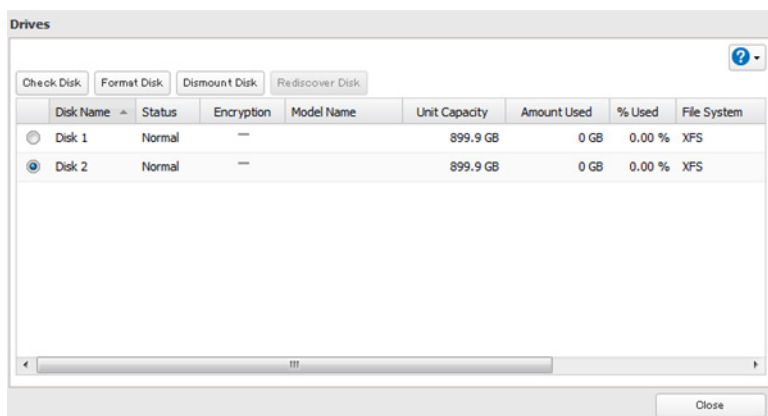 Drives
?
Check Disk Format Disk Dismount Disk Rediscover Disk
Disk Name Status Encryption Model Name Unit Capacity Amount Used % Used File System
Disk 1 Normal — 899.9 GB 0 GB 0.00 % XFS
Disk 2 Normal — 899.9 GB 0 GB 0.00 % XFS
Close